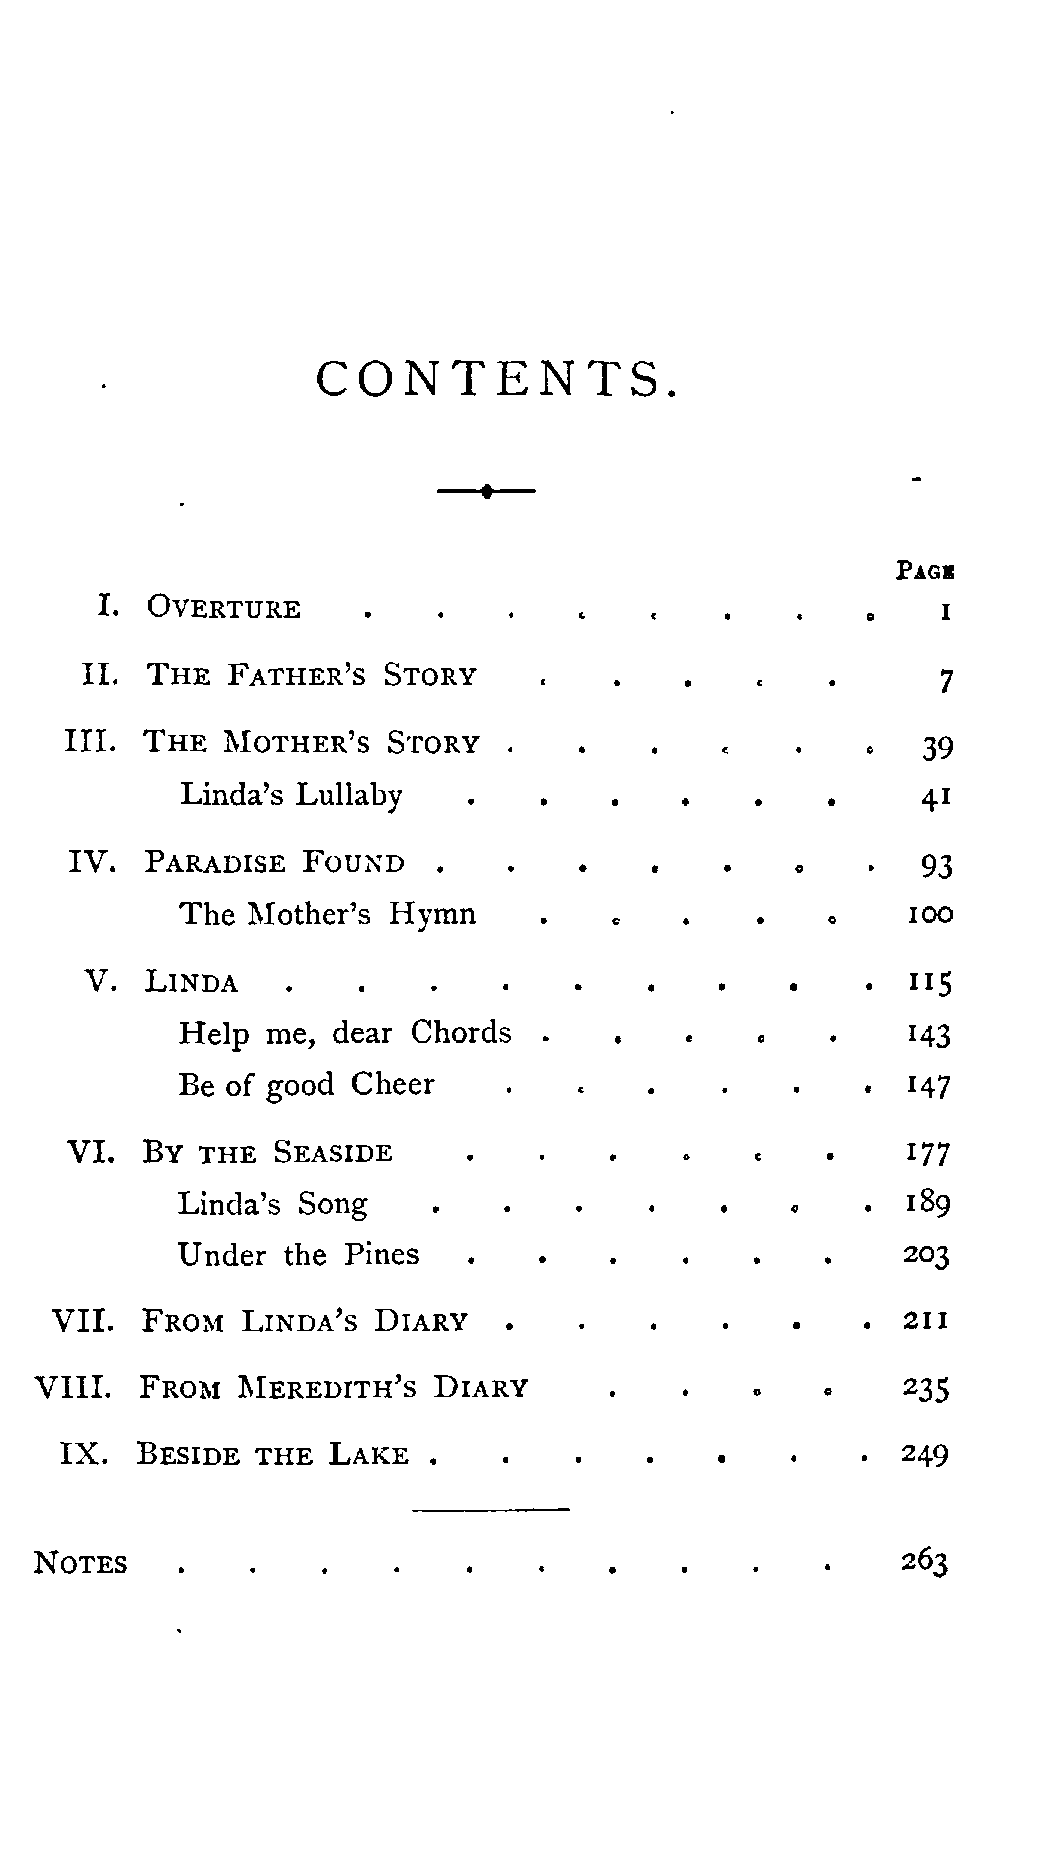 CONTENTS.
PAGE
I. OVERTURE . . . . . . . . 1
II. THE FATHER'S STORY . . . . . 7
III. THE MOTHER'S STORY . . . . . . 39
Linda's Lullaby . . . . . . 41
IV. PARADISE FOUND . . . . . . . 93
The Mother's Hymn . . . . . 100
V. LINDA . . . . . . . . . 115
Help me, dear Chords . . . . . 143
Be of good Cheer . . . . . . 147
VI. BY THE SEASIDE . . . . . . 177
Linda's Song . . . . . . . 189
Under the Pines . . . . . . 203
VII. FROM LINDA'S DIARY . . . . . . 211
VIII. FROM MEREDITH'S DIARY . . . . 235
IX. BESIDE THE LAKE . . . . . . . 249
NOTES . . . . . . . . . . 263